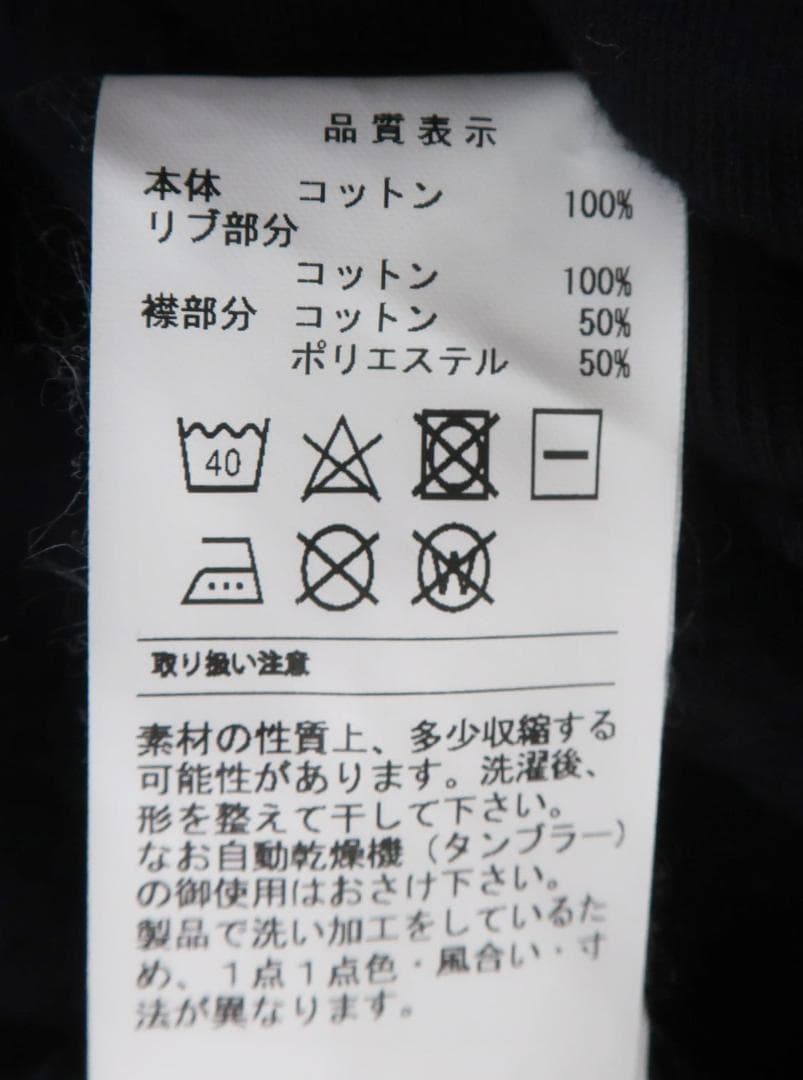 品質表示
本体 コットン 100%
リブ部分
コットン 100%
襟部分 コットン 50%
ポリエステル 50%
40
W
取り扱い注意
素材の性質上、多少収縮する
可能性があります。洗濯後、
形を整えて干して下さい。
なお自動乾燥機（タンブラー）
の御使用はおさけ下さい。
製品で洗い加工をしているた
め、1点1点色・風合い・寸
法が異なります。